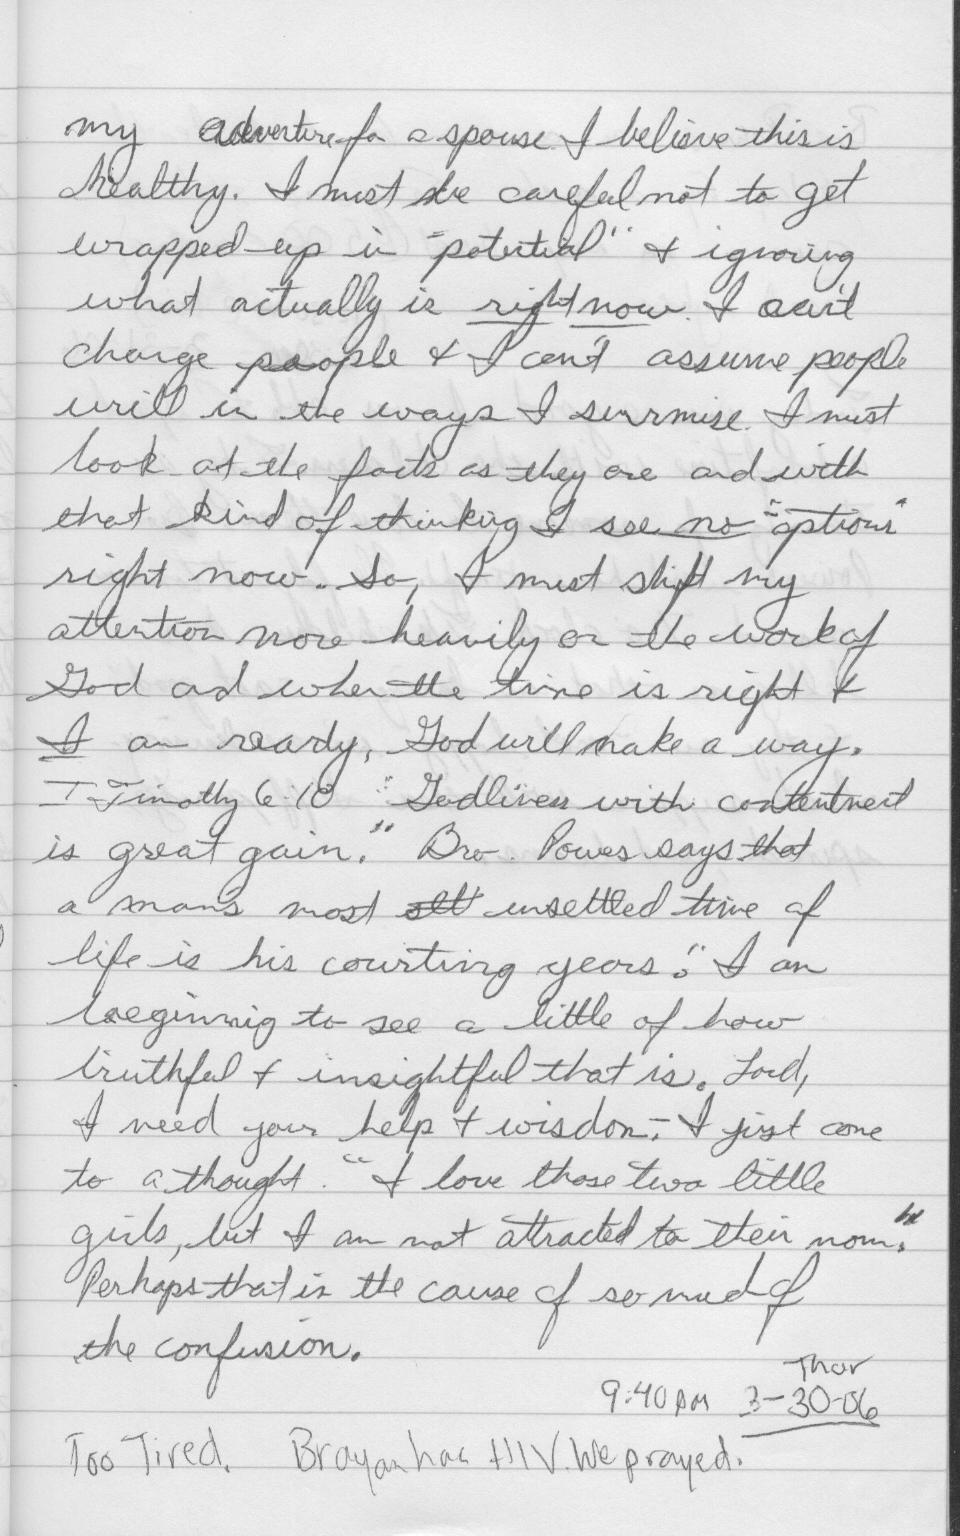 my adventure for a spouse. I believe this is
healthy. I must be careful not to get
wrapped up in "potential" & ignoring
what actually is right now. I can't
change people & I can't assume people
will in the ways I surmise. I must
look at the facts as they are and with
that kind of thinking I see no "options"
right now. So, I must shift my
attention more heavily on the work of
God and when the time is right &
I am ready, God will make a way.
I Timothy 6:10 "Godliness with contentment
is great gain." Bro. Powes says that
a man's most unsettled time of
life is his courting years." I am
beginning to see a little of how
truthful & insightful that is. Lord,
I need your help & wisdom. I just come
to a thought. "I love those two little
girls, but I am not attracted to their mom."
Perhaps that is the cause of so much of
the confusion.
Thur
9:40 pm 3-30-06
Too Tired. Brayan has HIV. We prayed.